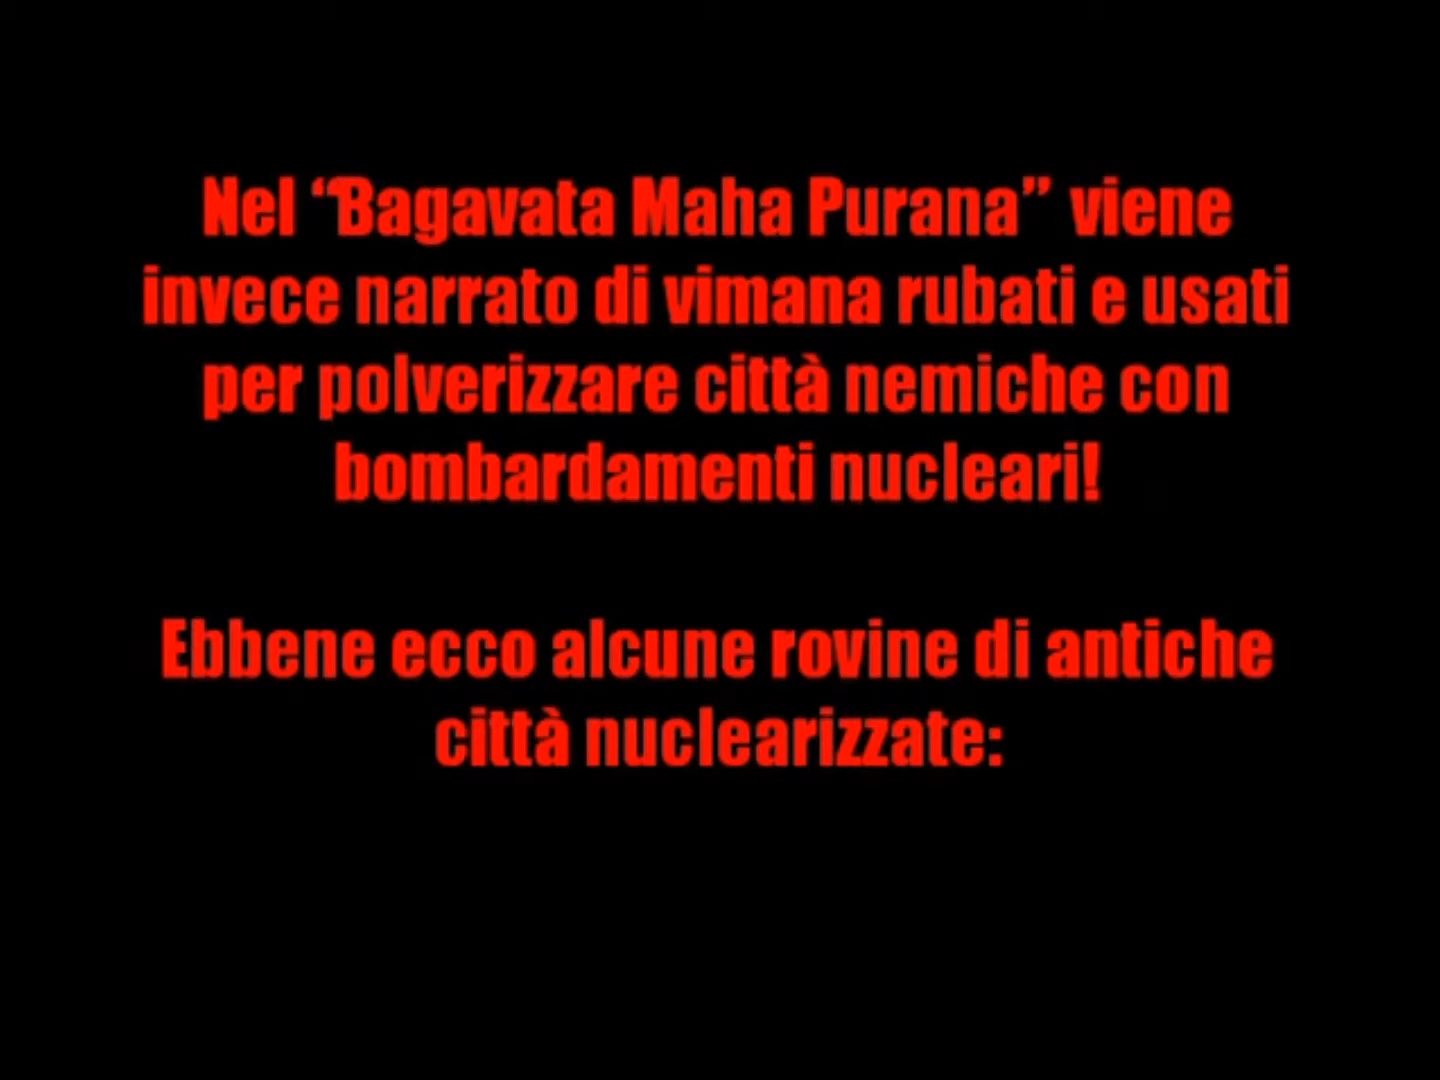 Nel “Bagavata Maha Purana” viene
invece narrato di vimana rubati e usati
per polverizzare città nemiche con
bombardamenti nucleari!
Ebbene ecco alcune rovine di antiche
città nuclearizzate: